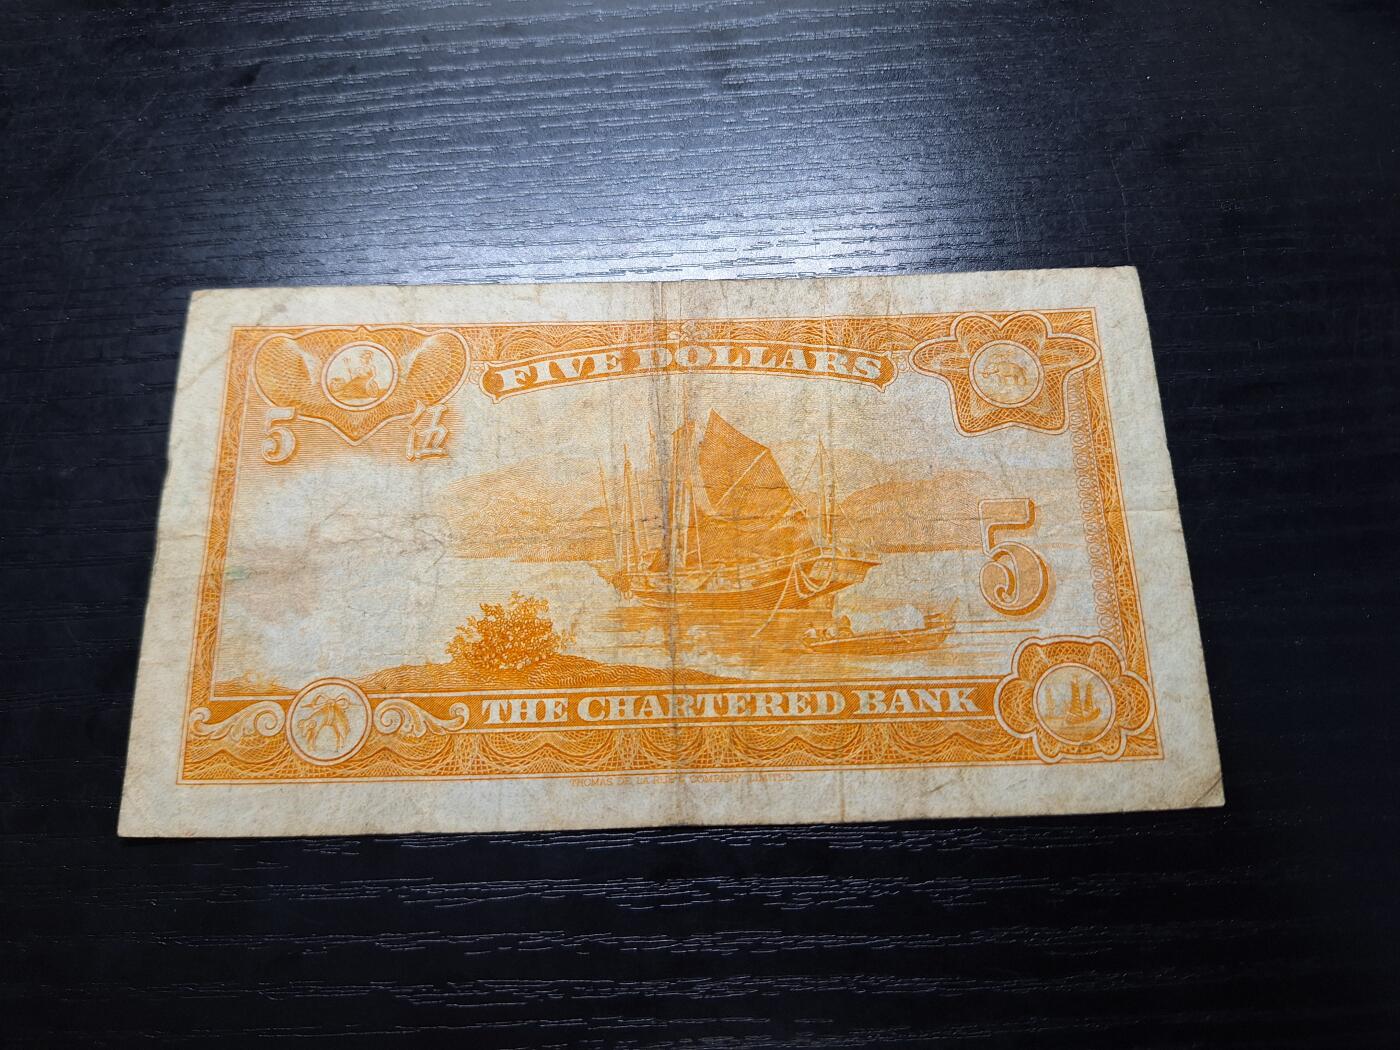 FIVE DOLLARS
5 伍
5
THE CHARTERED BANK
THOMAS DE LA RUE & COMPANY, LIMITED.